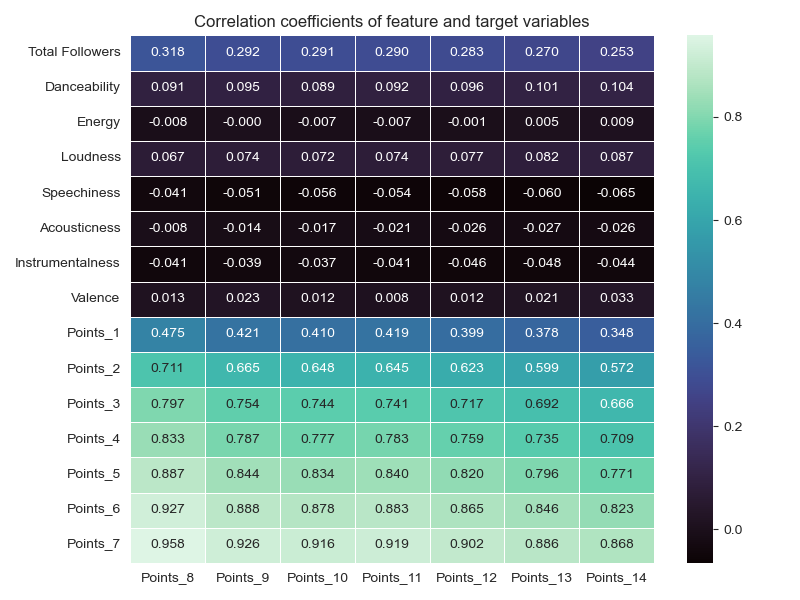 Correlation coefficients of feature and target variables
Total Followers 0.318 0.292 0.291 0.290 0.283 0.270 0.253
Danceability 0.091 0.095 0.089 0.092 0.096 0.101 0.104
Energy -0.008 -0.000 -0.007 -0.007 -0.001 0.005 0.009
Loudness 0.067 0.074 0.072 0.074 0.077 0.082 0.087
Speechiness -0.041 -0.051 -0.056 -0.054 -0.058 -0.060 -0.065
Acousticness -0.008 -0.014 -0.017 -0.021 -0.026 -0.027 -0.026
Instrumentalness -0.041 -0.039 -0.037 -0.041 -0.046 -0.048 -0.044
Valence 0.013 0.023 0.012 0.008 0.012 0.021 0.033
Points_1 0.475 0.421 0.410 0.419 0.399 0.378 0.348
Points_2 0.711 0.665 0.648 0.645 0.623 0.599 0.572
Points_3 0.797 0.754 0.744 0.741 0.717 0.692 0.666
Points_4 0.833 0.787 0.777 0.783 0.759 0.735 0.709
Points_5 0.887 0.844 0.834 0.840 0.820 0.796 0.771
Points_6 0.927 0.888 0.878 0.883 0.865 0.846 0.823
Points_7 0.958 0.926 0.916 0.919 0.902 0.886 0.868
Points_8 Points_9 Points_10 Points_11 Points_12 Points_13 Points_14
0.8
0.6
0.4
0.2
0.0